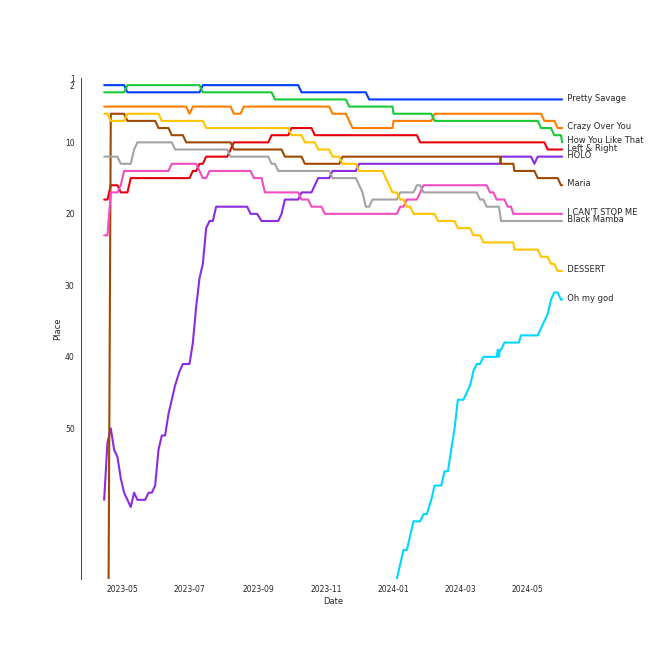 1
2
10
20
30
40
50
Place
Pretty Savage
Crazy Over You
How You Like That
Left & Right
HOLO
Maria
I CAN'T STOP ME
Black Mamba
DESSERT
Oh my god
2023-05
2023-07
2023-09
2023-11
2024-01
2024-03
2024-05
Date